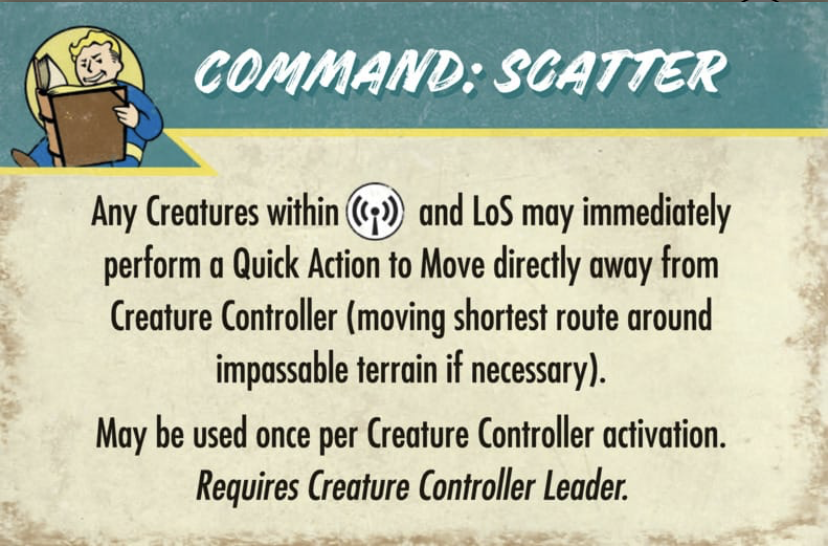 COMMAND: SCATTER
Any Creatures within and LoS may immediately
perform a Quick Action to Move directly away from
Creature Controller (moving shortest route around
impassable terrain if necessary).
May be used once per Creature Controller activation.
Requires Creature Controller Leader.